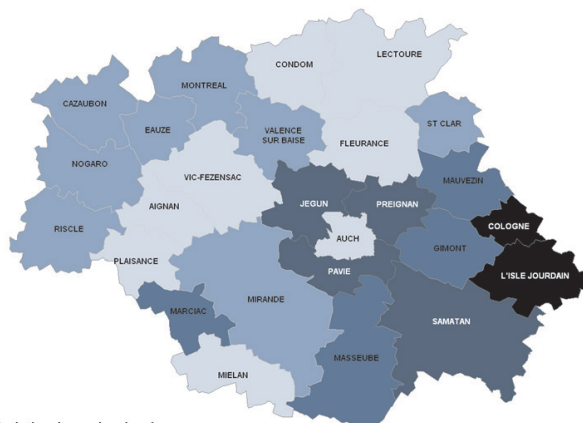 LECTOURE
CONDOM
MONTREAL
CAZAUBON
ST CLAR
EAUZE
VALENCE
SUR BAISE
FLEURANCE
NOGARO
VIC-FEZENSAC
MAUVEZIN
AIGNAN
JEGUN
PREIGNAN
COLOGNE
RISCLE
AUCH
GIMONT
PLAISANCE
PAVIE
L'ISLE JOURDAIN
MIRANDE
MARCIAC
SAMATAN
MASSEUBE
MIELAN